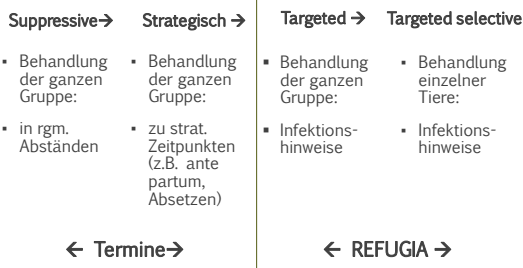 Suppressive→
▪ Behandlung
der ganzen
Gruppe:
▪ in rgm.
Abständen
Strategisch →
▪ Behandlung
der ganzen
Gruppe:
▪ zu strat.
Zeitpunkten
(z.B. ante
partum,
Absetzen)
← Termine→
Targeted →
▪ Behandlung
der ganzen
Gruppe:
▪ Infektions-
hinweise
Targeted selective
▪ Behandlung
einzelner
Tiere:
▪ Infektions-
hinweise
← REFUGIA →